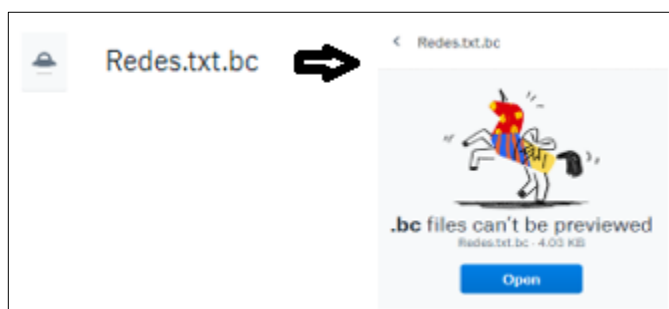 Redes.txt.bc
Redes.txt.bc
.bc files can't be previewed
Redes.txt.bc - 4.03 KB
Open